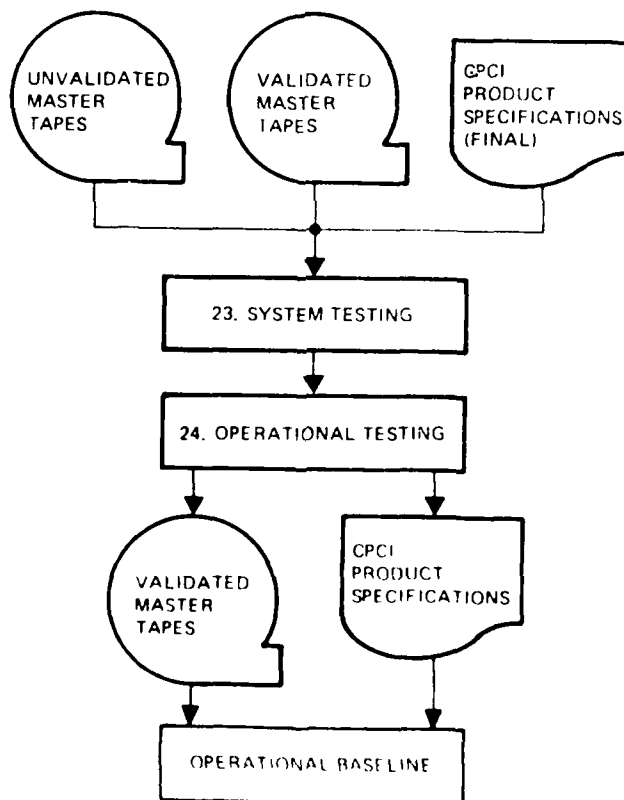 UNVALIDATED
MASTER
TAPES
VALIDATED
MASTER
TAPES
CPCI
PRODUCT
SPECIFICATIONS
(FINAL)
23. SYSTEM TESTING
24. OPERATIONAL TESTING
VALIDATED
MASTER
TAPES
CPCI
PRODUCT
SPECIFICATIONS
OPERATIONAL BASELINE